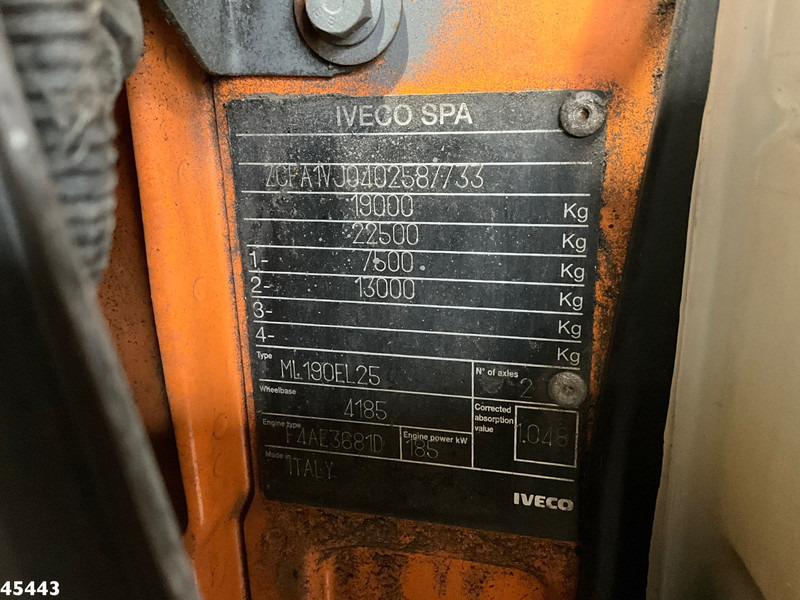 IVECO SPA
ZCFA1VJ0402587733
19000 Kg
22500 Kg
1- 7500 Kg
2- 13000 Kg
3- Kg
4- Kg
Type ML190EL25 N° of axles 2
Wheelbase 4185 Corrected absorption value 1.048
Engine type F4AE3681D Engine power kW 185
Made in ITALY
IVECO
45443